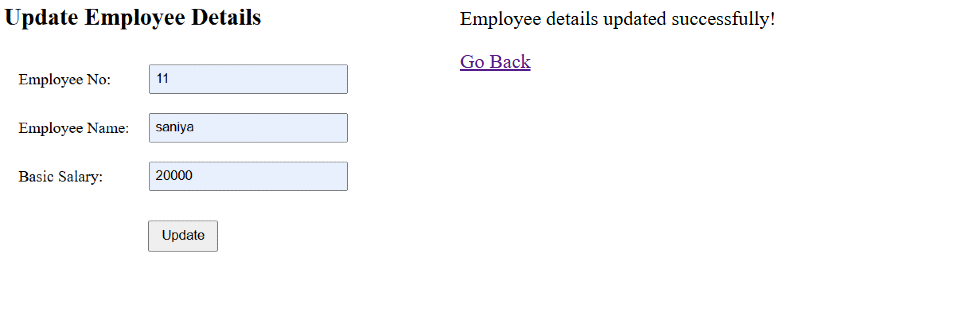 Update Employee Details
Employee No: 11
Employee Name: saniya
Basic Salary: 20000
Update
Employee details updated successfully!
Go Back